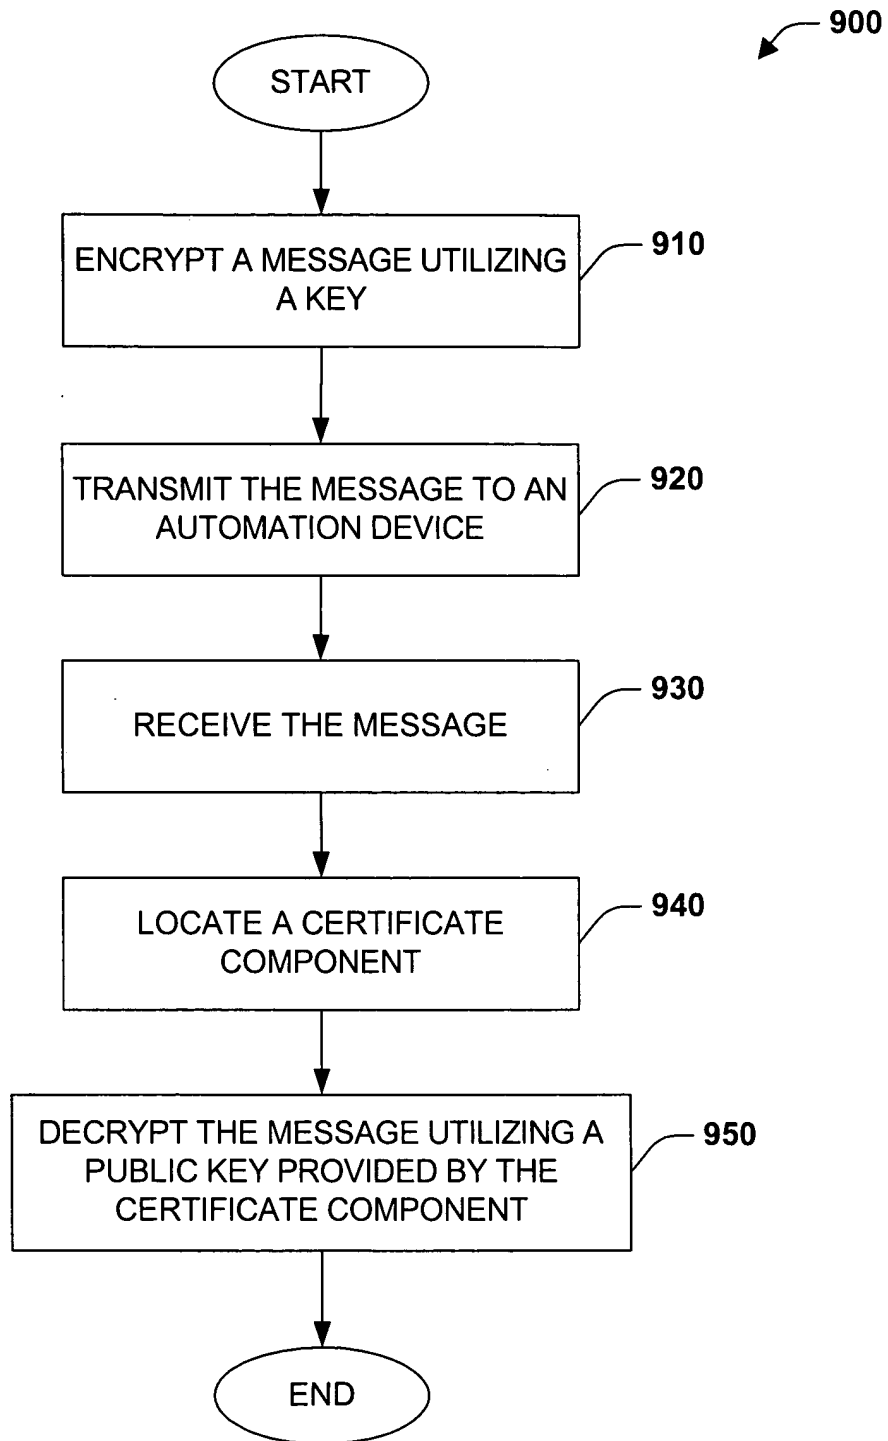 900
START
ENCRYPT A MESSAGE UTILIZING
A KEY
910
TRANSMIT THE MESSAGE TO AN
AUTOMATION DEVICE
920
RECEIVE THE MESSAGE
930
LOCATE A CERTIFICATE
COMPONENT
940
DECRYPT THE MESSAGE UTILIZING A
PUBLIC KEY PROVIDED BY THE
CERTIFICATE COMPONENT
950
END